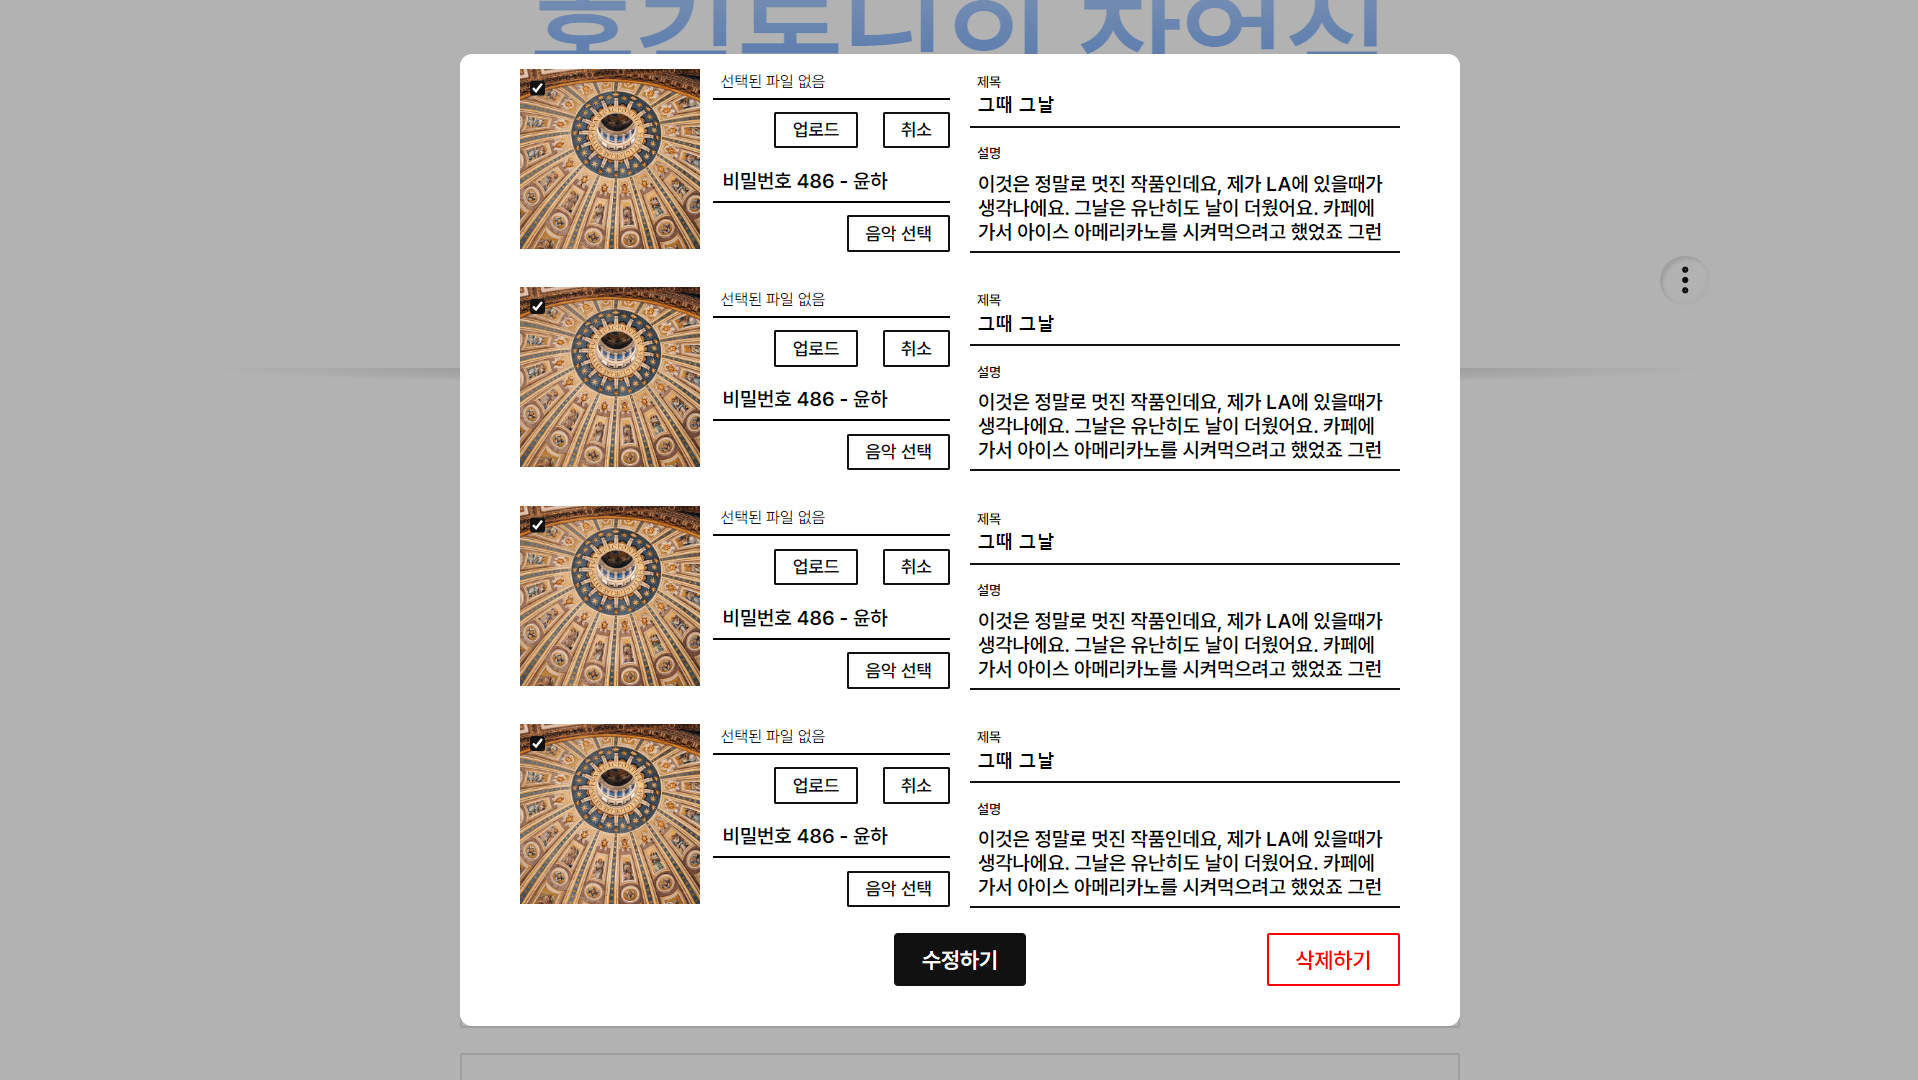 선택된 파일 없음
업로드 취소
비밀번호 486 - 윤하
음악 선택
제목
그때 그날
설명
이것은 정말로 멋진 작품인데요, 제가 LA에 있을때가
생각나에요. 그날은 유난히도 날이 더웠어요. 카페에
가서 아이스 아메리카노를 시켜먹으려고 했었죠 그런
선택된 파일 없음
업로드 취소
비밀번호 486 - 윤하
음악 선택
제목
그때 그날
설명
이것은 정말로 멋진 작품인데요, 제가 LA에 있을때가
생각나에요. 그날은 유난히도 날이 더웠어요. 카페에
가서 아이스 아메리카노를 시켜먹으려고 했었죠 그런
선택된 파일 없음
업로드 취소
비밀번호 486 - 윤하
음악 선택
제목
그때 그날
설명
이것은 정말로 멋진 작품인데요, 제가 LA에 있을때가
생각나에요. 그날은 유난히도 날이 더웠어요. 카페에
가서 아이스 아메리카노를 시켜먹으려고 했었죠 그런
선택된 파일 없음
업로드 취소
비밀번호 486 - 윤하
음악 선택
제목
그때 그날
설명
이것은 정말로 멋진 작품인데요, 제가 LA에 있을때가
생각나에요. 그날은 유난히도 날이 더웠어요. 카페에
가서 아이스 아메리카노를 시켜먹으려고 했었죠 그런
수정하기 삭제하기